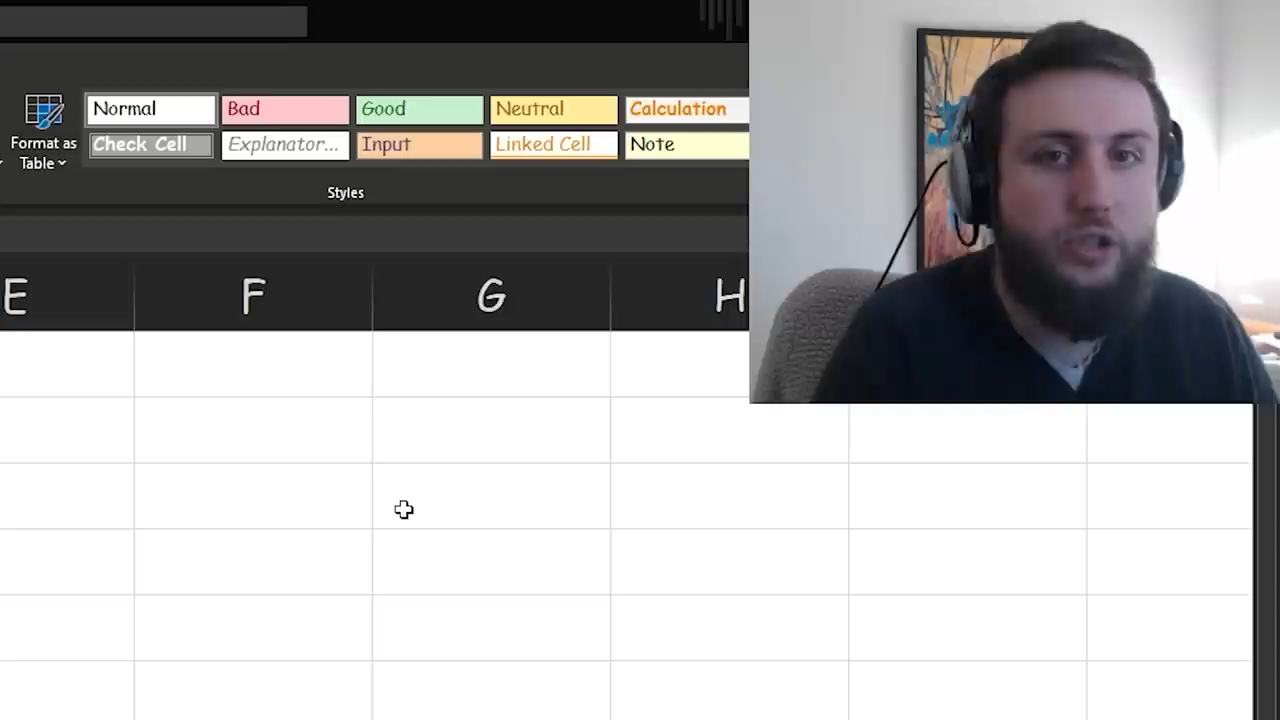 Normal Bad Good Neutral Calculation
Format as Table Check Cell Explanator... Input Linked Cell Note
Styles
E F G H